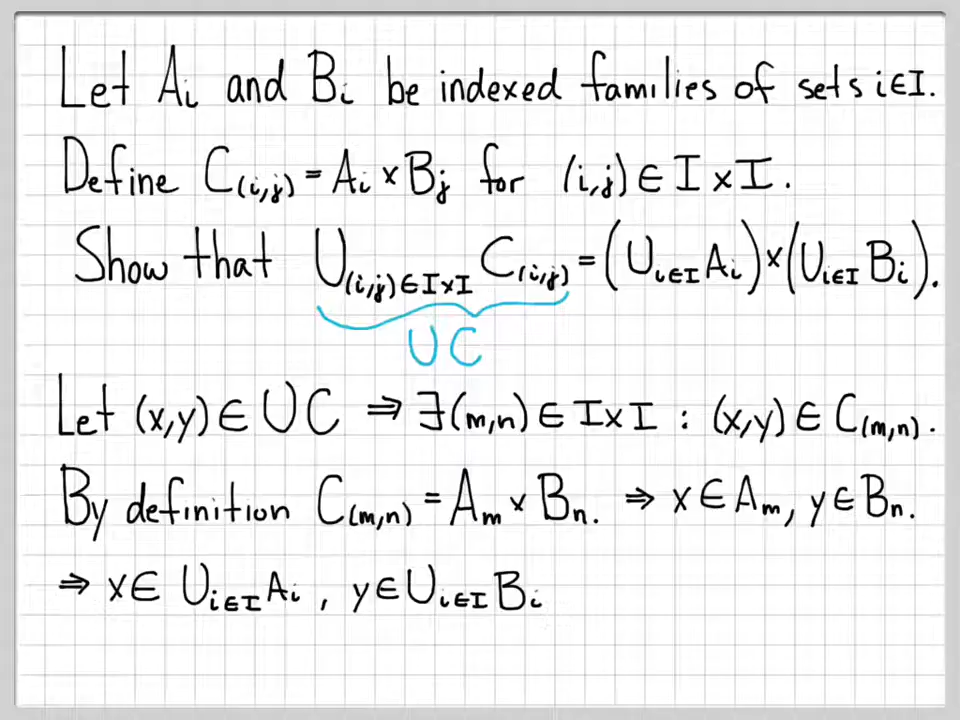 Let Aᵢ and Bᵢ be indexed families of sets i∈I.
Define C₍ᵢ,ⱼ₎ = Aᵢ × Bⱼ for (i,j) ∈ I × I.
Show that ∪₍ᵢ,ⱼ₎∈I×I C₍ᵢ,ⱼ₎ = (∪i∈I Aᵢ) × (∪i∈I Bᵢ).
∪C
Let (x,y) ∈ ∪C ⇒ ∃(m,n) ∈ I×I : (x,y) ∈ C₍ₘ,ₙ₎.
By definition C₍ₘ,ₙ₎ = Aₘ × Bₙ. ⇒ x ∈ Aₘ, y ∈ Bₙ.
⇒ x ∈ ∪i∈I Aᵢ, y ∈ ∪i∈I Bᵢ